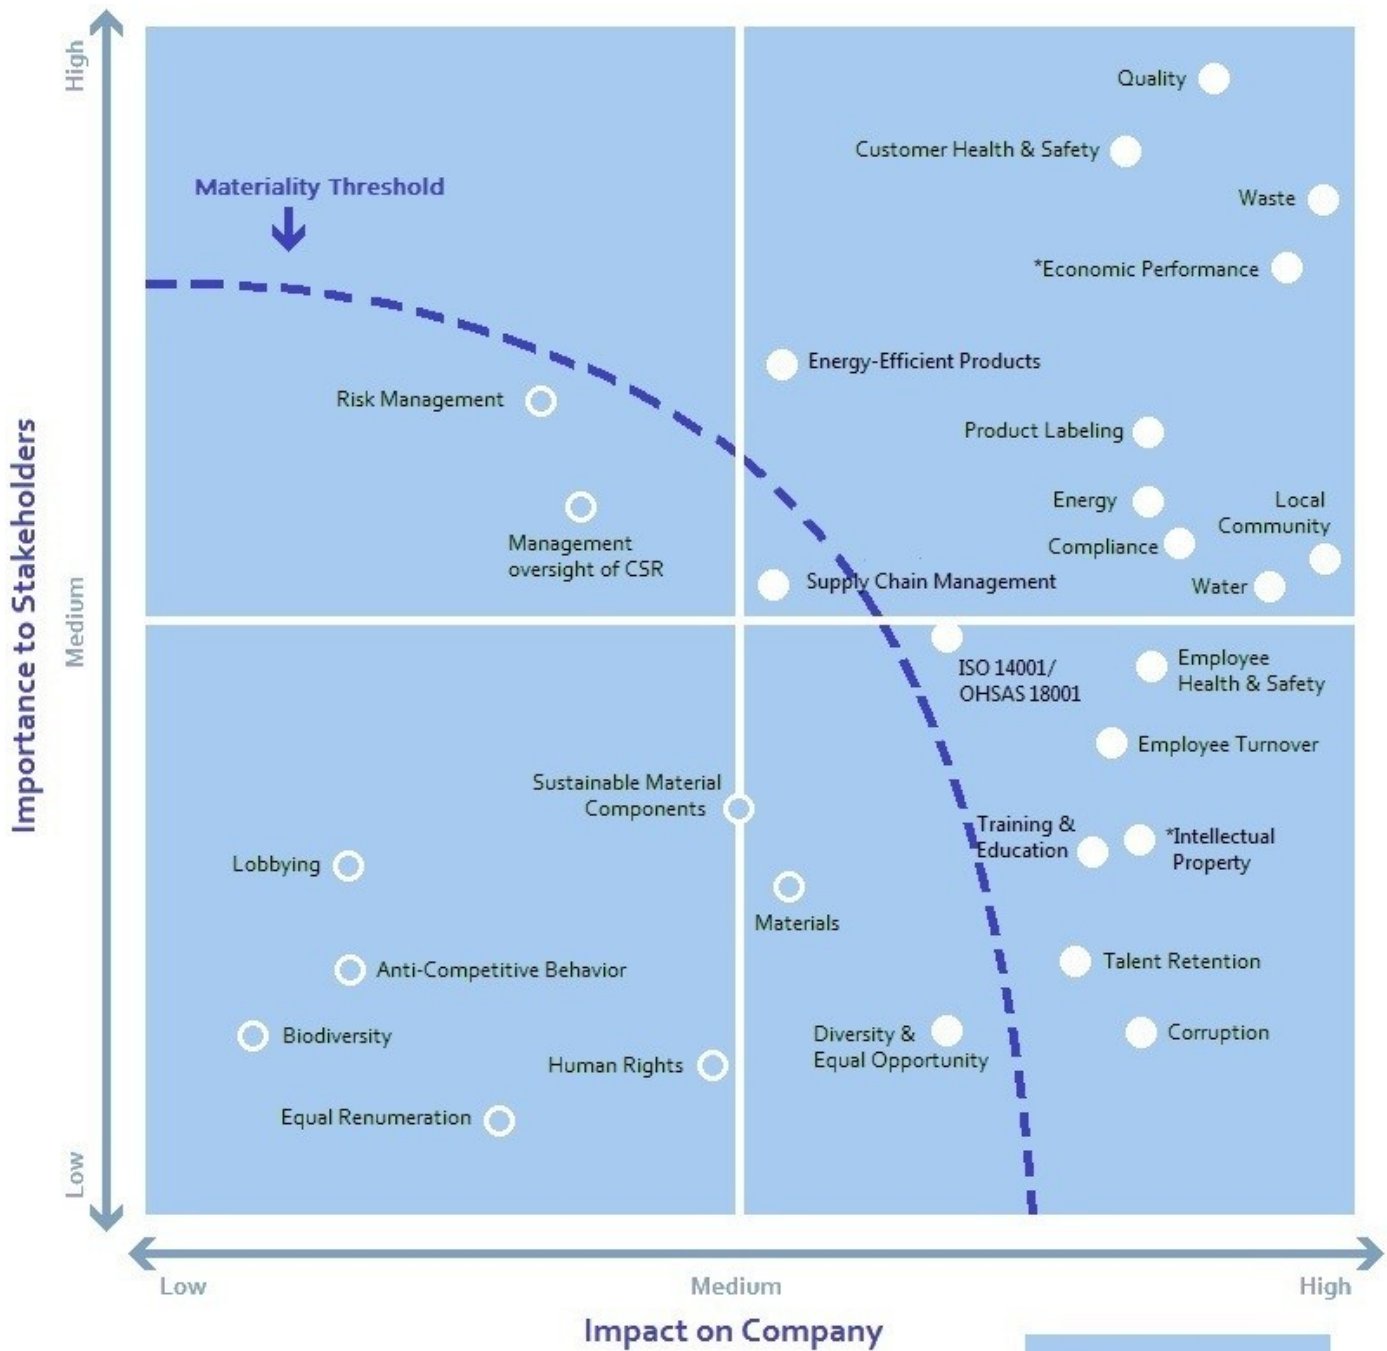 High
Quality
Customer Health & Safety
Materiality Threshold
Waste
*Economic Performance
Energy-Efficient Products
Risk Management
Product Labeling
Energy
Local
Community
Management
oversight of CSR
Compliance
Supply Chain Management
Water
Importance to Stakeholders
Medium
ISO 14001/
OHSAS 18001
Employee
Health & Safety
Employee Turnover
Sustainable Material
Components
Training &
Education
*Intellectual
Property
Lobbying
Materials
Anti-Competitive Behavior
Talent Retention
Biodiversity
Diversity &
Equal Opportunity
Corruption
Human Rights
Equal Renumeration
Low
Low
Medium
High
Impact on Company